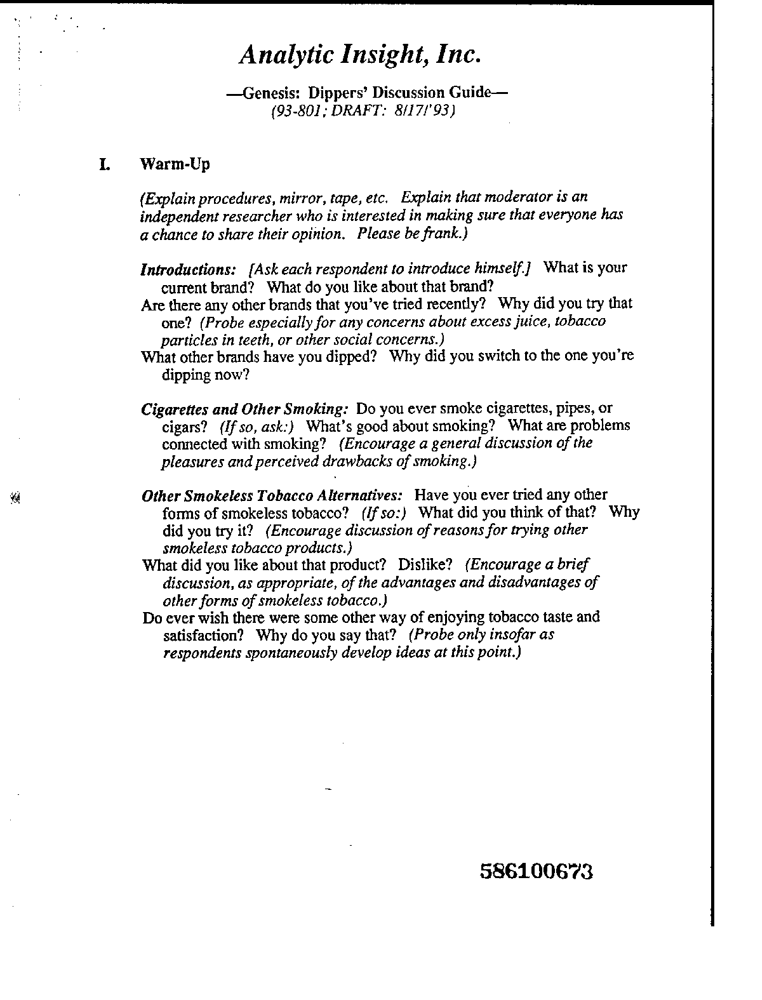 Analytic Insight, Inc.
—Genesis: Dippers' Discussion Guide—
(93-801; DRAFT: 8/17/'93)
I. Warm-Up
(Explain procedures, mirror, tape, etc. Explain that moderator is an
independent researcher who is interested in making sure that everyone has
a chance to share their opinion. Please be frank.)
Introductions: [Ask each respondent to introduce himself.] What is your
current brand? What do you like about that brand?
Are there any other brands that you've tried recently? Why did you try that
one? (Probe especially for any concerns about excess juice, tobacco
particles in teeth, or other social concerns.)
What other brands have you dipped? Why did you switch to the one you're
dipping now?
Cigarettes and Other Smoking: Do you ever smoke cigarettes, pipes, or
cigars? (If so, ask:) What's good about smoking? What are problems
connected with smoking? (Encourage a general discussion of the
pleasures and perceived drawbacks of smoking.)
Other Smokeless Tobacco Alternatives: Have you ever tried any other
forms of smokeless tobacco? (If so:) What did you think of that? Why
did you try it? (Encourage discussion of reasons for trying other
smokeless tobacco products.)
What did you like about that product? Dislike? (Encourage a brief
discussion, as appropriate, of the advantages and disadvantages of
other forms of smokeless tobacco.)
Do ever wish there were some other way of enjoying tobacco taste and
satisfaction? Why do you say that? (Probe only insofar as
respondents spontaneously develop ideas at this point.)
586100673